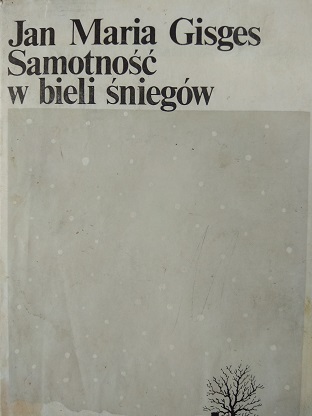 Jan Maria Gisges
Samotność
w bieli śniegów